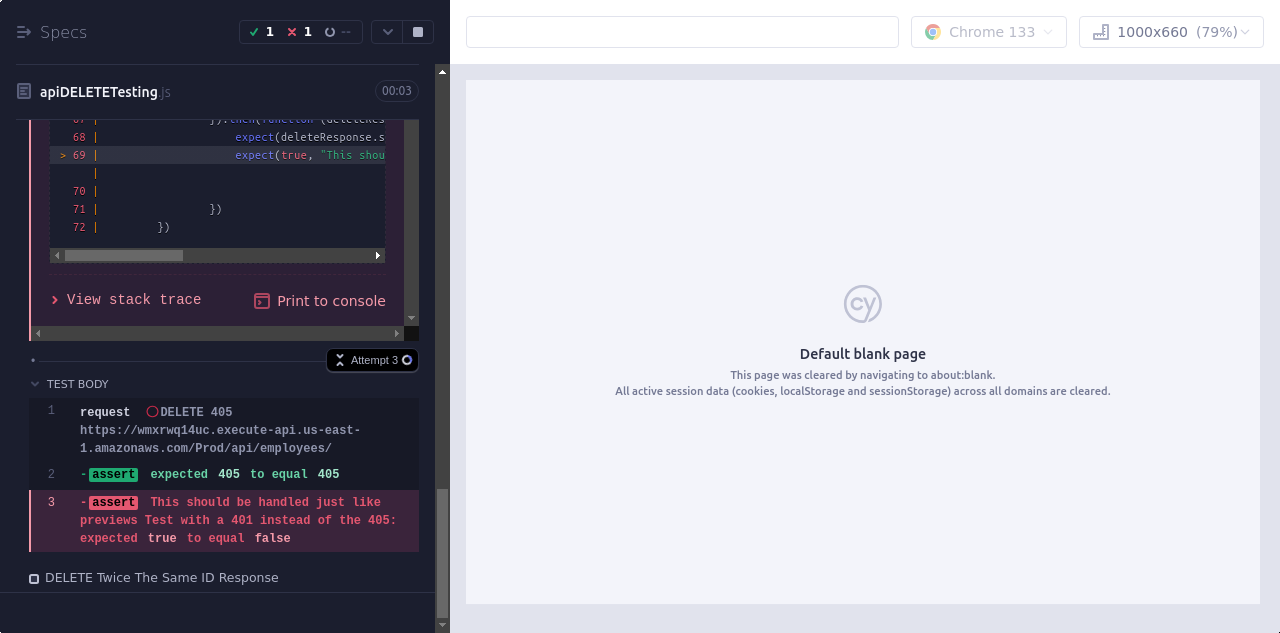 Specs
1 1 --
Chrome 133
1000x660 (79%)
apiDELETETesting.js
00:03
67 | }).then(function (deleteRes
68 | expect(deleteResponse.s
> 69 | expect(true, "This shou
|
70 |
71 | })
72 | })
View stack trace
Print to console
Attempt 3
TEST BODY
1 request DELETE 405
https://wmxrwq14uc.execute-api.us-east-
1.amazonaws.com/Prod/api/employees/
2 -assert expected 405 to equal 405
3 -assert This should be handled just like
previews Test with a 401 instead of the 405:
expected true to equal false
DELETE Twice The Same ID Response
cy
Default blank page
This page was cleared by navigating to about:blank.
All active session data (cookies, localStorage and sessionStorage) across all domains are cleared.